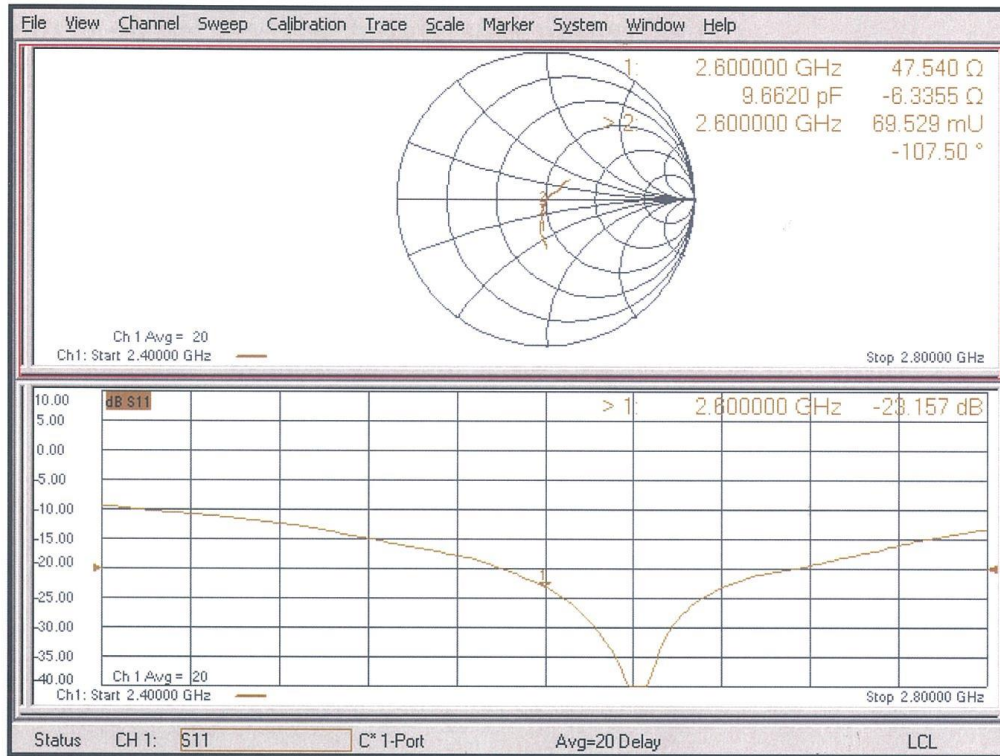 File View Channel Sweep Calibration Trace Scale Marker System Window Help
1: 2.600000 GHz 47.540 Ω
9.6620 pF -6.3355 Ω
> 2: 2.600000 GHz 69.529 mU
-107.50 °
Ch 1 Avg = 20
Ch1: Start 2.40000 GHz Stop 2.80000 GHz
10.00 dB S11 > 1: 2.600000 GHz -23.157 dB
5.00
0.00
-5.00
-10.00
-15.00
-20.00
1
-25.00
-30.00
-35.00
-40.00 Ch 1 Avg = 20
Ch1: Start 2.40000 GHz Stop 2.80000 GHz
Status CH 1: S11 C* 1-Port Avg=20 Delay LCL